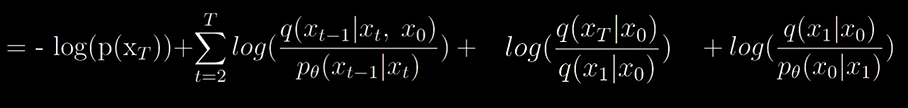 = - log(p(x_T)) + \sum_{t=2}^{T} log(\frac{q(x_{t-1}|x_t, x_0)}{p_\theta(x_{t-1}|x_t)}) + log(\frac{q(x_T|x_0)}{q(x_1|x_0)}) + log(\frac{q(x_1|x_0)}{p_\theta(x_0|x_1)})